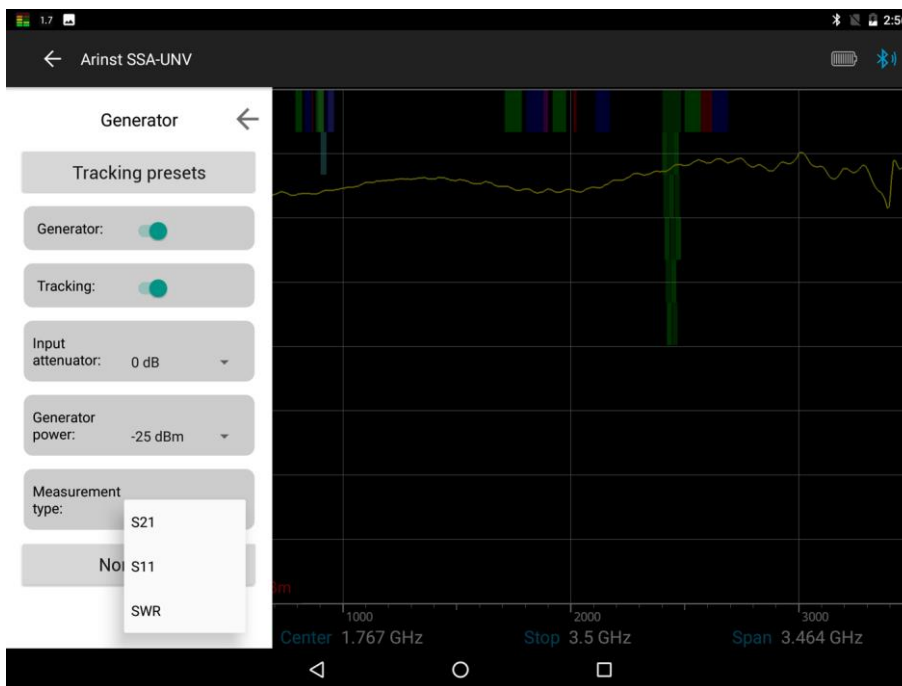 1.7
2:5
Arinst SSA-UNV
Generator
Tracking presets
Generator:
Tracking:
Input
attenuator: 0 dB
Generator
power: -25 dBm
Measurement
type:
S21
S11
SWR
1000 2000 3000
Center 1.767 GHz Stop 3.5 GHz Span 3.464 GHz